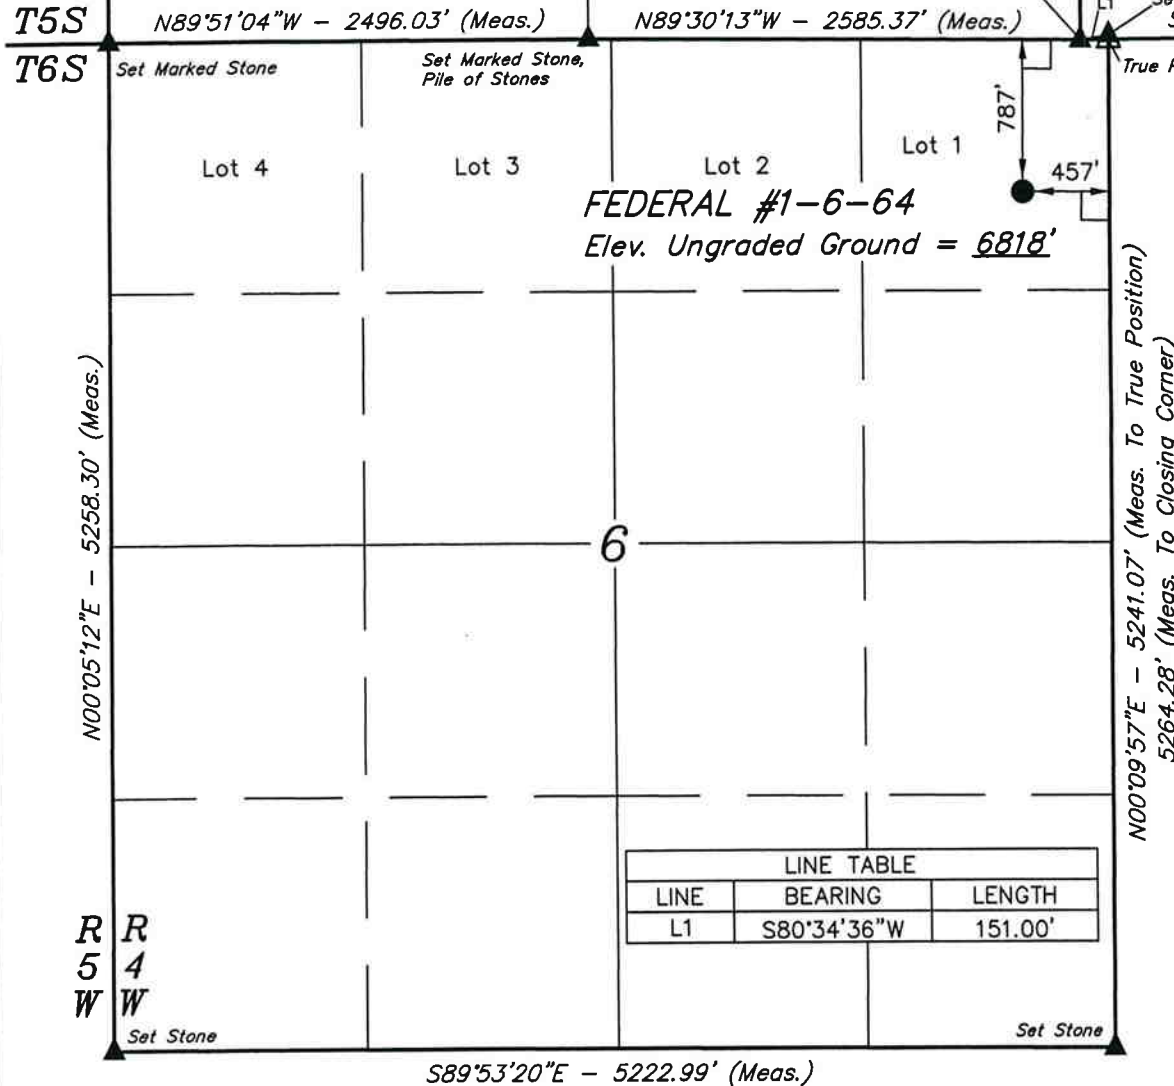 T5S
N89°51'04"W - 2496.03' (Meas.)
N89°30'13"W - 2585.37' (Meas.)
L1
T6S
Set Marked Stone
Set Marked Stone,
Pile of Stones
True
787'
Lot 4
Lot 3
Lot 2
Lot 1
457'
FEDERAL #1-6-64
Elev. Ungraded Ground = 6818'
N00°05'12"E - 5258.30' (Meas.)
6
N00°09'57"E - 5241.07' (Meas. To True Position)
5264.28' (Meas. To Closing Corner)
LINE TABLE
LINE BEARING LENGTH
L1 S80°34'36"W 151.00'
R R
5 4
W W
Set Stone
Set Stone
S89°53'20"E - 5222.99' (Meas.)